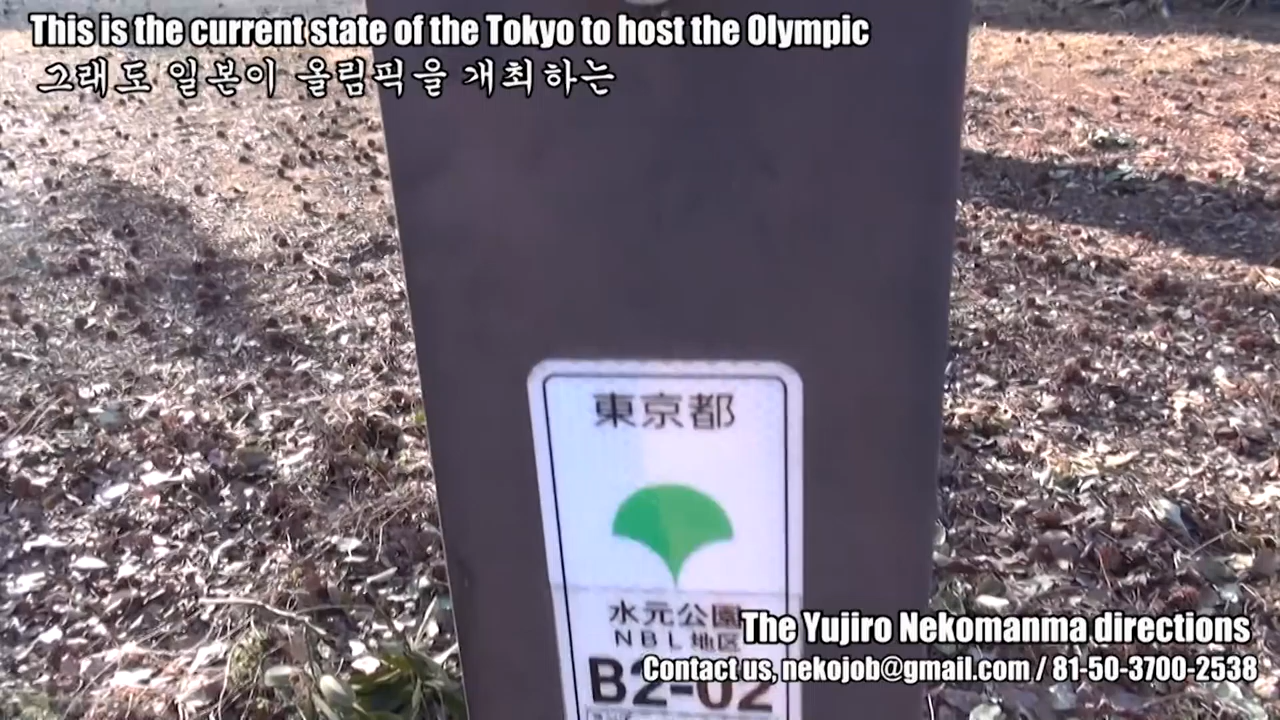 This is the current state of the Tokyo to host the Olympic
그래도 일본이 올림픽을 개최하는
東京都
水元公園
NBL地区
B2-02
The Yujiro Nekomanma directions
Contact us, nekojob@gmail.com / 81-50-3700-2538